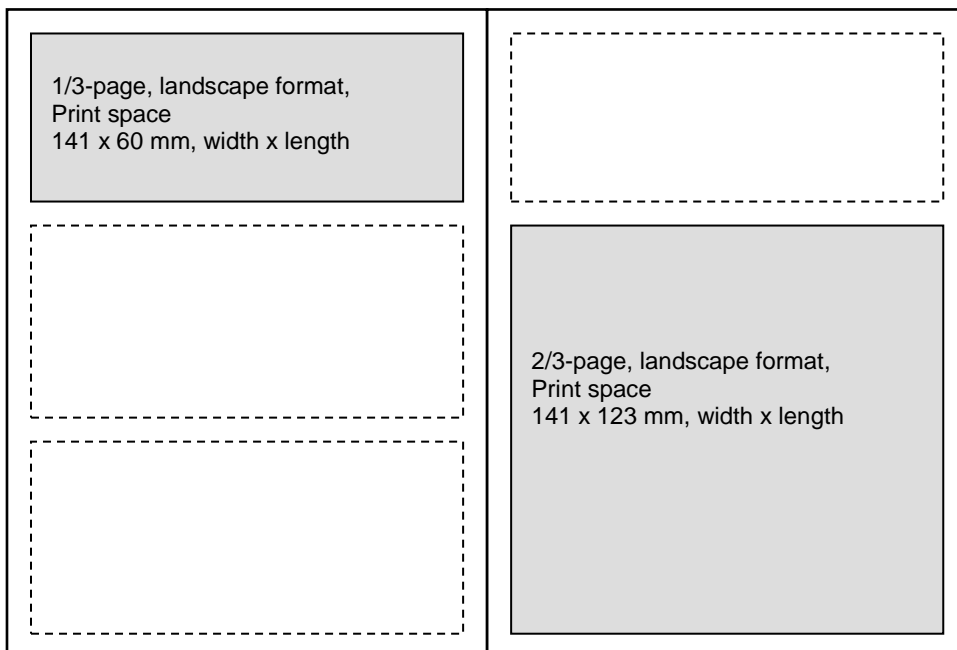 1/3-page, landscape format,
Print space
141 x 60 mm, width x length
2/3-page, landscape format,
Print space
141 x 123 mm, width x length